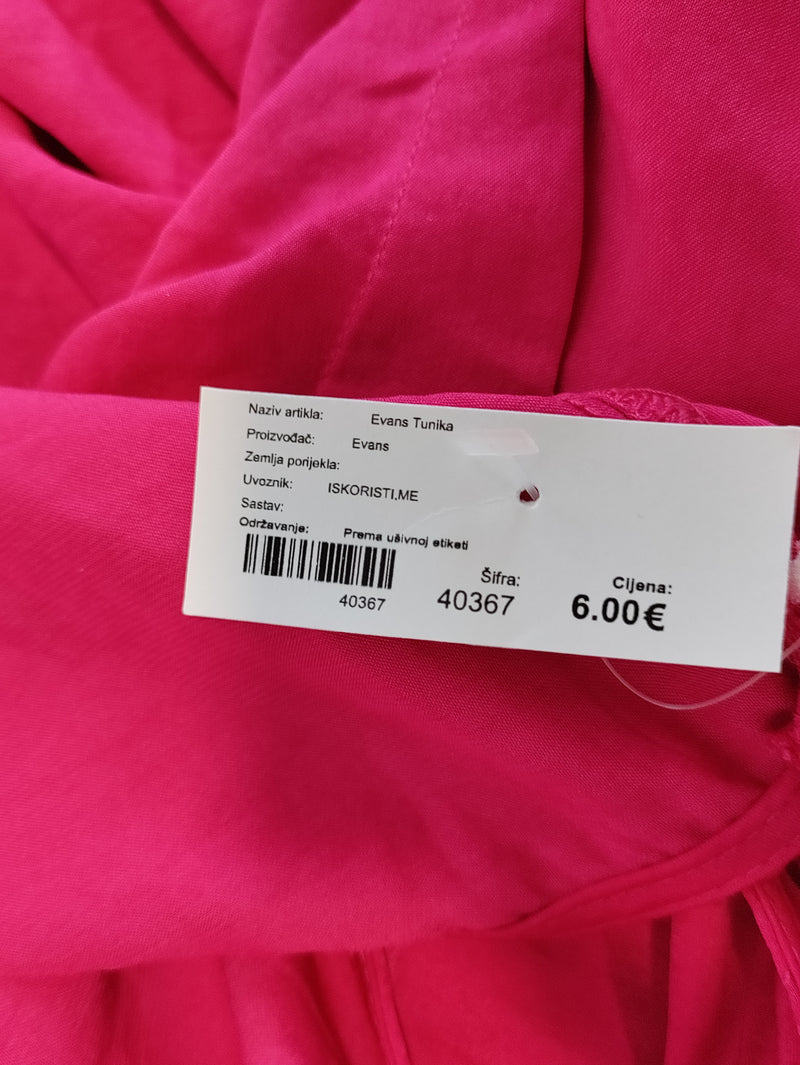 Naziv artikla: Evans Tunika
Proizvođač: Evans
Zemlja porijekla:
Uvoznik: ISKORISTI.ME
Sastav:
Održavanje: Prema ušivnoj etiketi
40367
Šifra:
40367
Cijena:
6.00€